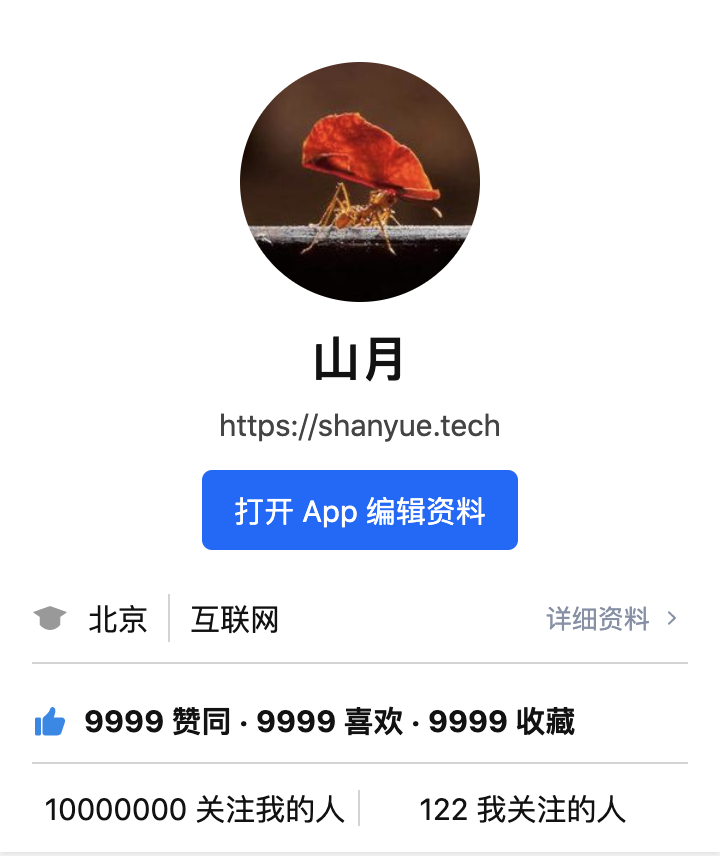 山月
https://shanyue.tech
打开 App 编辑资料
北京 互联网 详细资料
9999 赞同 · 9999 喜欢 · 9999 收藏
10000000 关注我的人 122 我关注的人